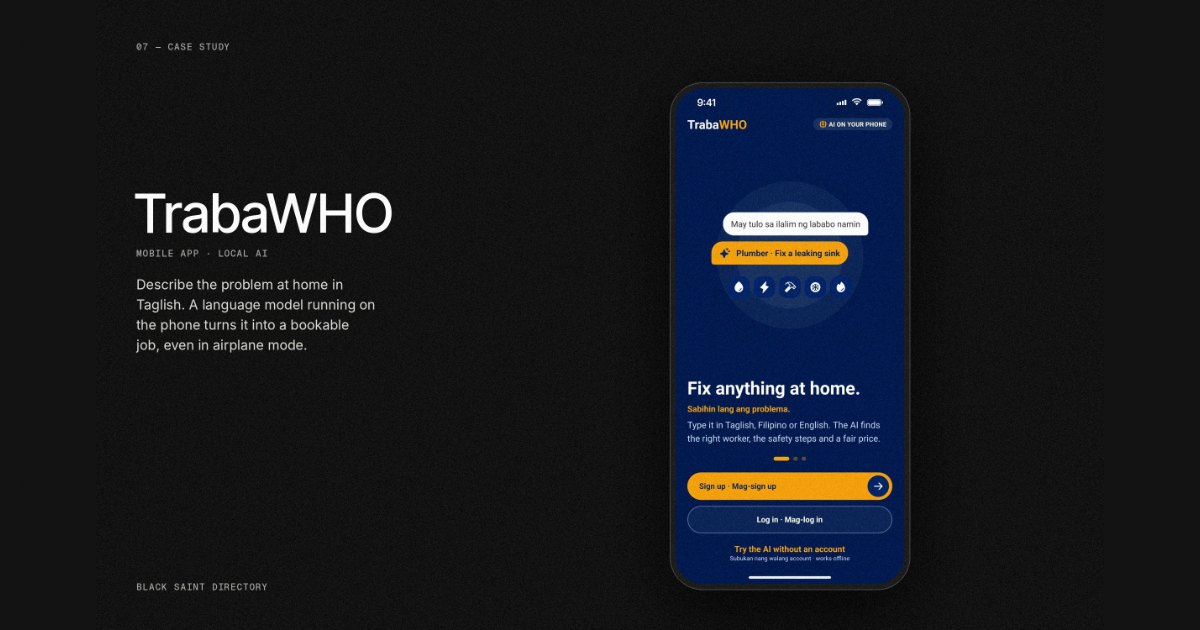 07 — CASE STUDY
TrabaWHO
MOBILE APP · LOCAL AI
Describe the problem at home in
Taglish. A language model running on
the phone turns it into a bookable
job, even in airplane mode.
BLACK SAINT DIRECTORY
9:41
TrabaWHO
AI ON YOUR PHONE
May tulo sa ilalim ng lababo namin
Plumber · Fix a leaking sink
Fix anything at home.
Sabihin lang ang problema.
Type it in Taglish, Filipino or English. The AI finds
the right worker, the safety steps and a fair price.
Sign up · Mag-sign up
Log in · Mag-log in
Try the AI without an account
Subukan nang walang account · works offline